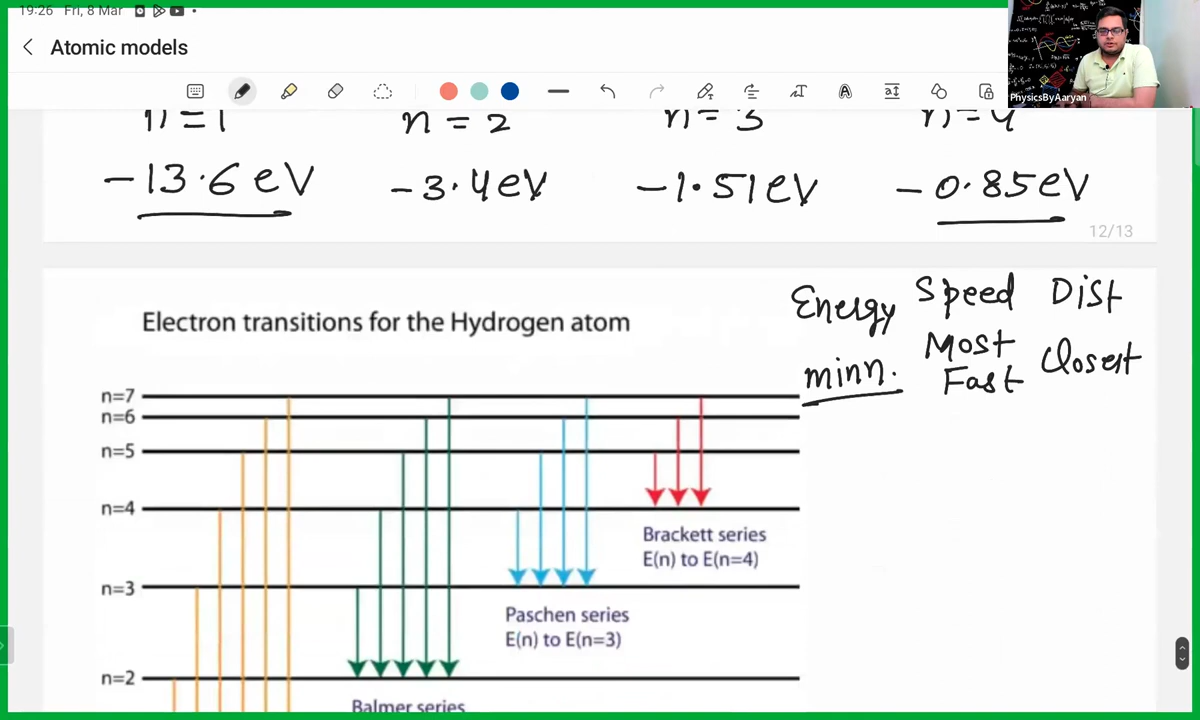 19:26 Fri, 8 Mar
Atomic models
PhysicsByAaryan
n=1 n=2 n=3 n=4
-13.6 eV -3.4 eV -1.51 eV -0.85 eV
12/13
Energy Speed Dist
minn. Most Fast Closest
Electron transitions for the Hydrogen atom
n=7
n=6
n=5
n=4
Brackett series
E(n) to E(n=4)
n=3
Paschen series
E(n) to E(n=3)
n=2
Balmer series